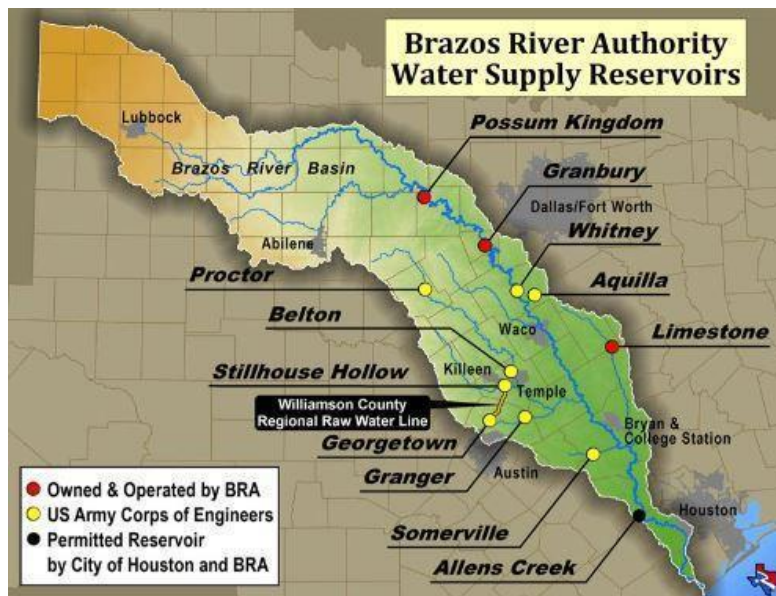 Brazos River Authority
Water Supply Reservoirs
Lubbock
Possum Kingdom
Brazos River Basin
Granbury
Dallas/Fort Worth
Abilene
Whitney
Proctor
Aquilla
Belton
Waco
Limestone
Killeen
Stillhouse Hollow
Temple
Williamson County
Regional Raw Water Line
Bryan &
College Station
Georgetown
Granger
Austin
Owned & Operated by BRA
US Army Corps of Engineers
Houston
Somerville
Permitted Reservoir
by City of Houston and BRA
Allens Creek